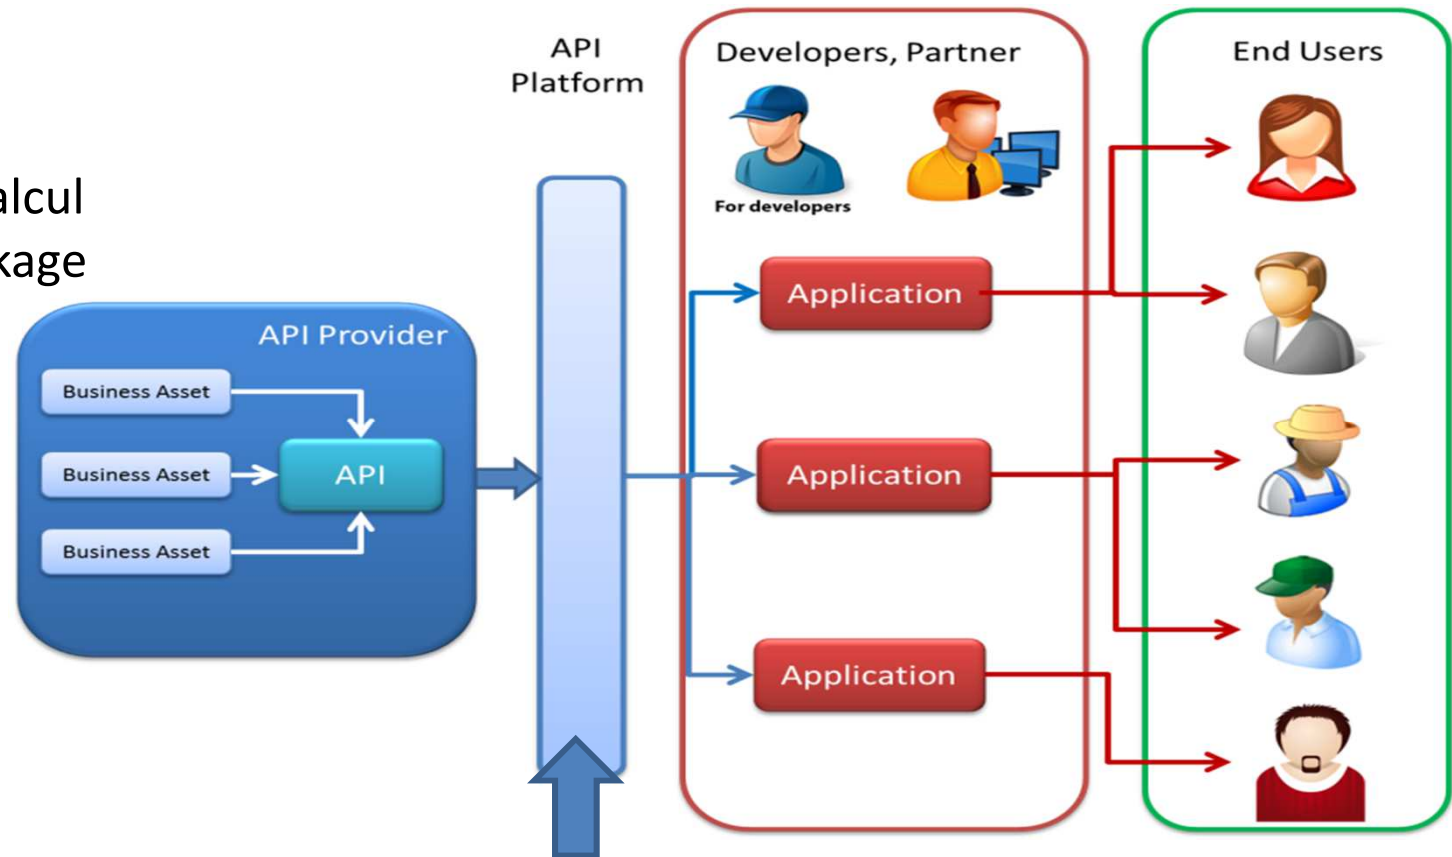 API
Platform
Developers, Partner
End Users
For developers
alcul
kage
API Provider
Business Asset
Business Asset
Business Asset
API
Application
Application
Application